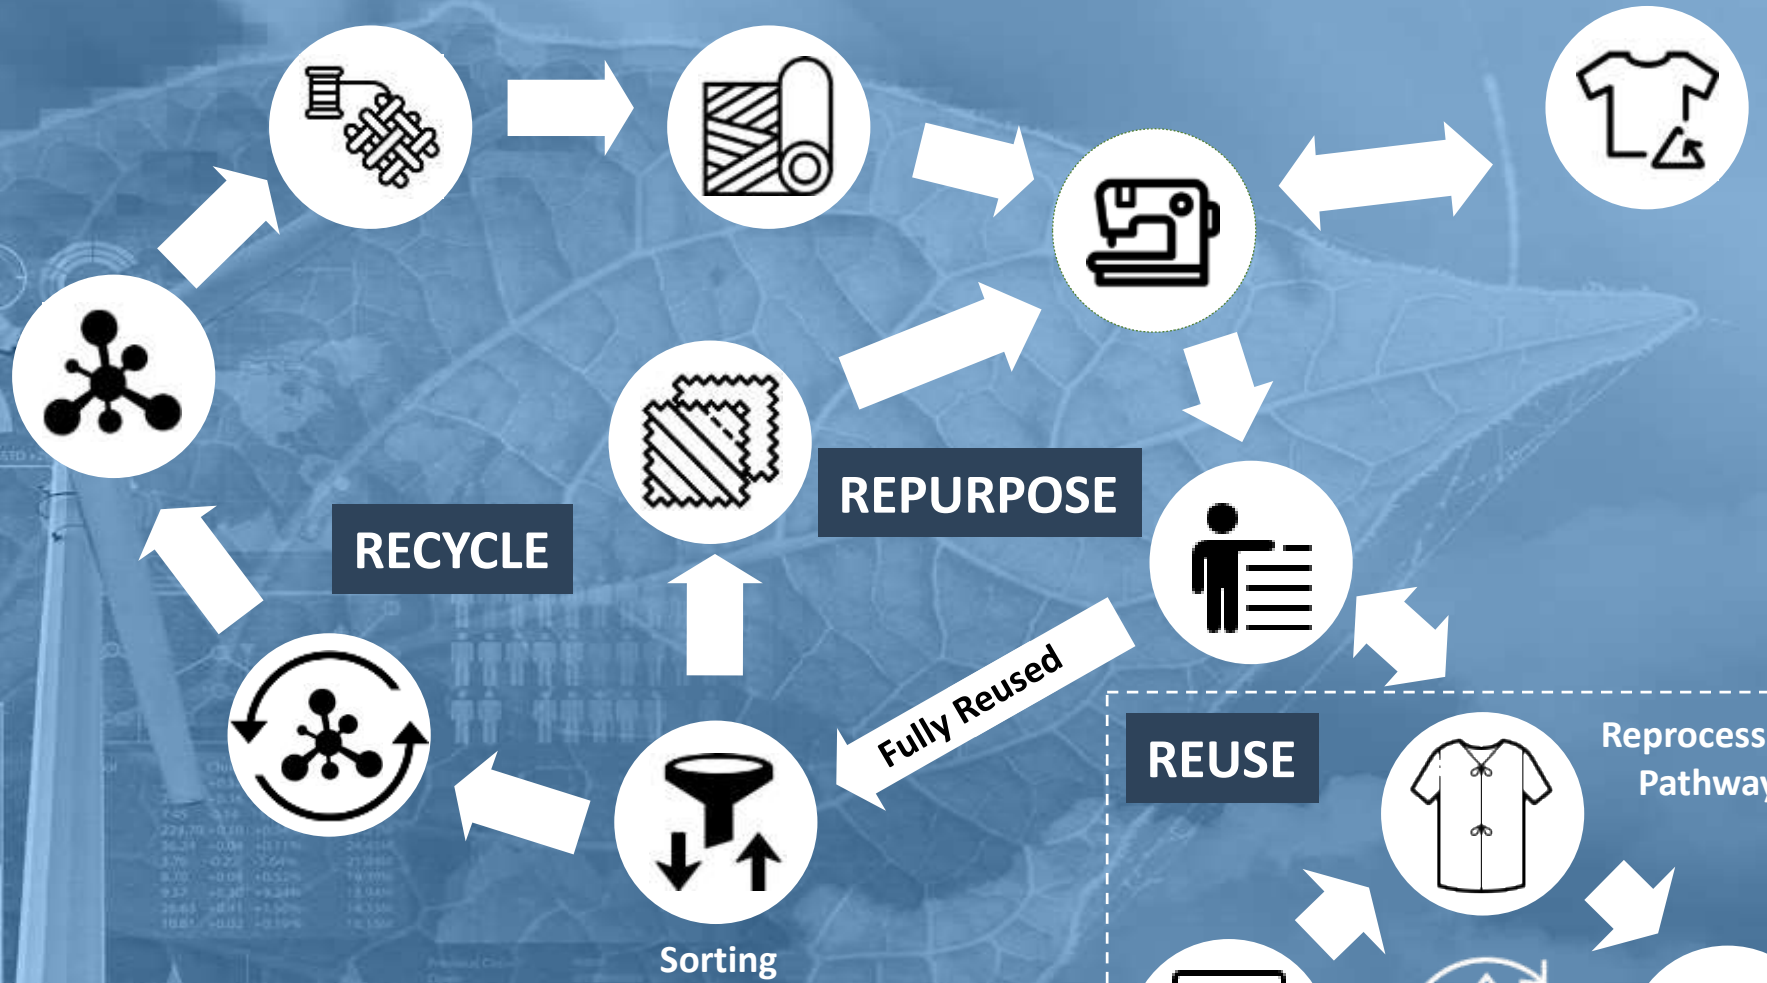 REPURPOSE
RECYCLE
Fully Reused
REUSE
Reprocess
Pathway
Sorting